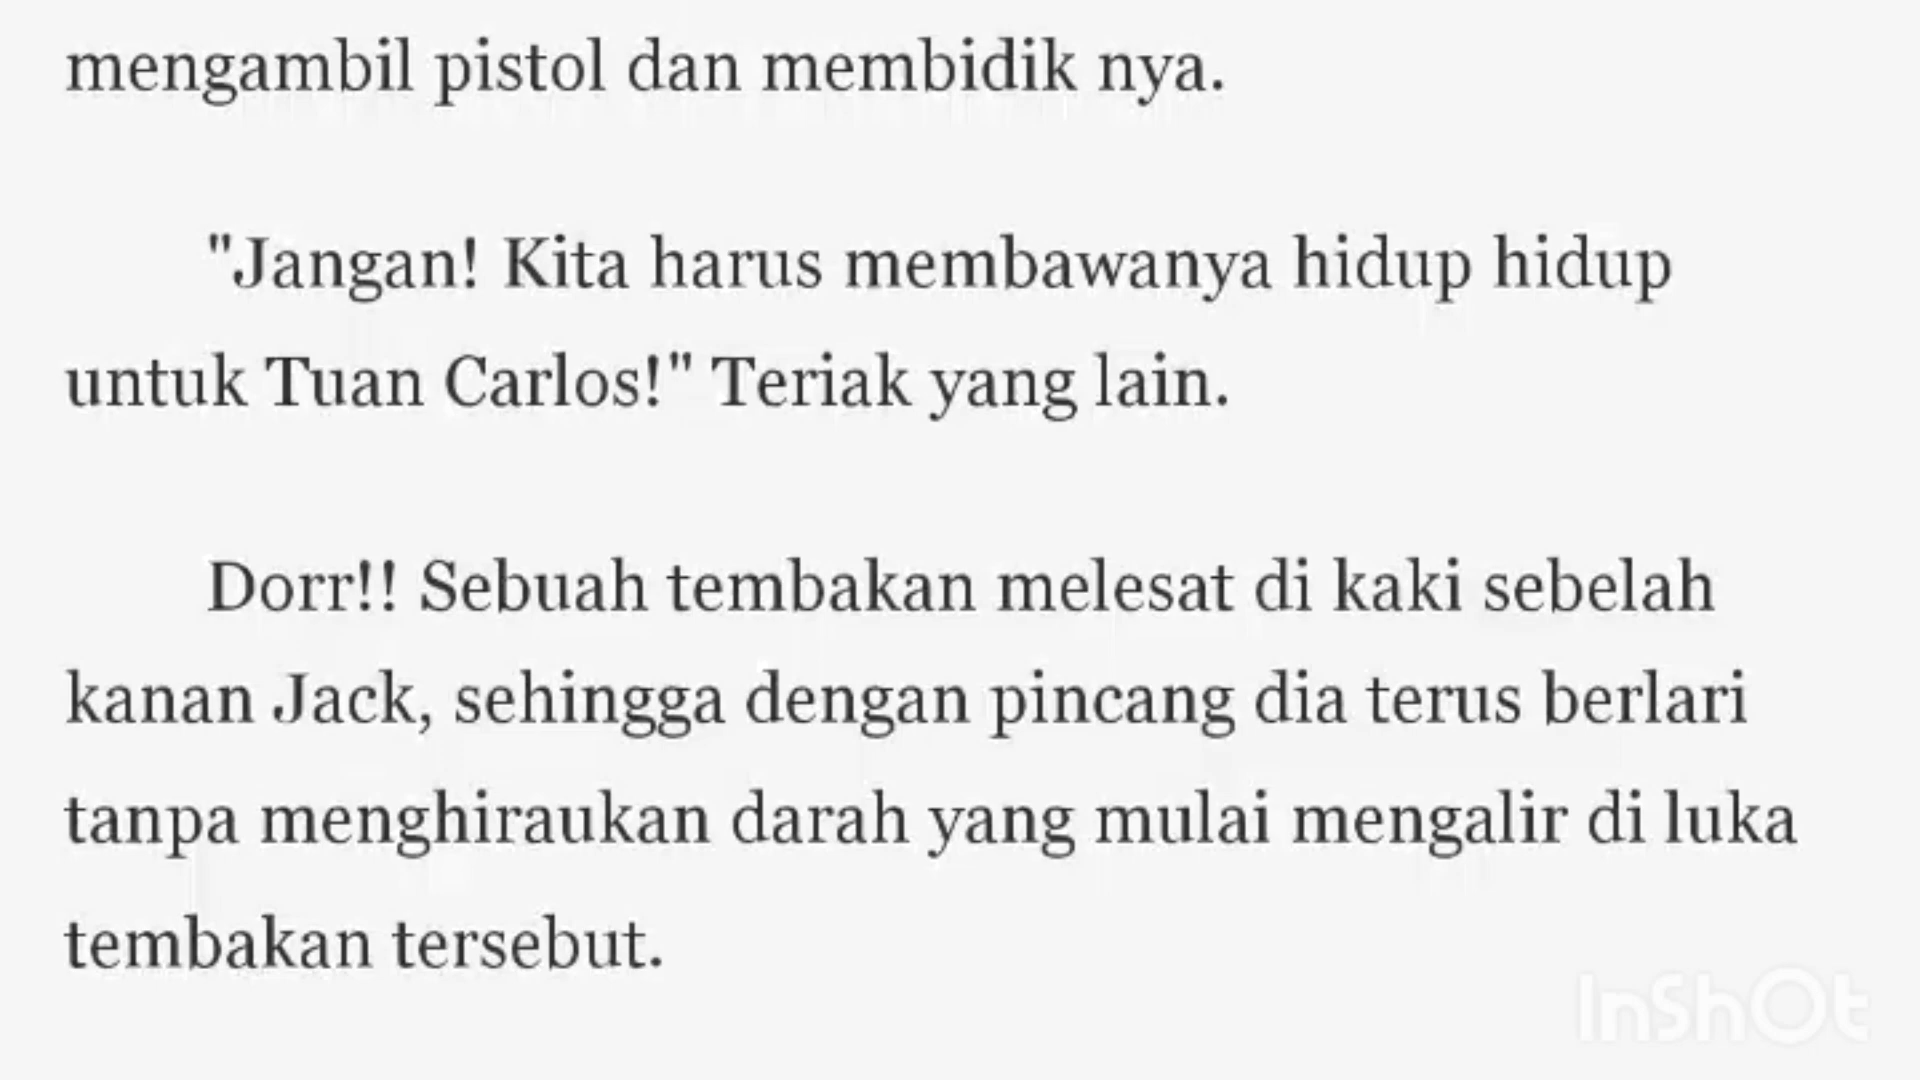 mengambil pistol dan membidik nya.
"Jangan! Kita harus membawanya hidup hidup
untuk Tuan Carlos!" Teriak yang lain.
Dorr!! Sebuah tembakan melesat di kaki sebelah
kanan Jack, sehingga dengan pincang dia terus berlari
tanpa menghiraukan darah yang mulai mengalir di luka
tembakan tersebut.
InShOt